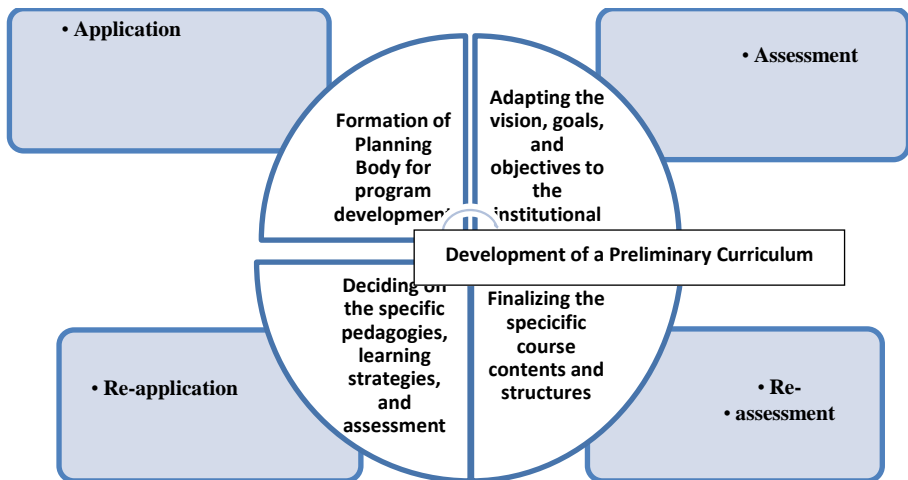 • Application
• Assessment
Formation of
Planning
Body for
program
development
Adapting the
vision, goals,
and
objectives to
the
institutional
Development of a Preliminary Curriculum
Deciding on
the specific
pedagogies,
learning
strategies,
and
assessment
Finalizing the
specicific
course
contents and
structures
• Re-application
• Re-
• assessment